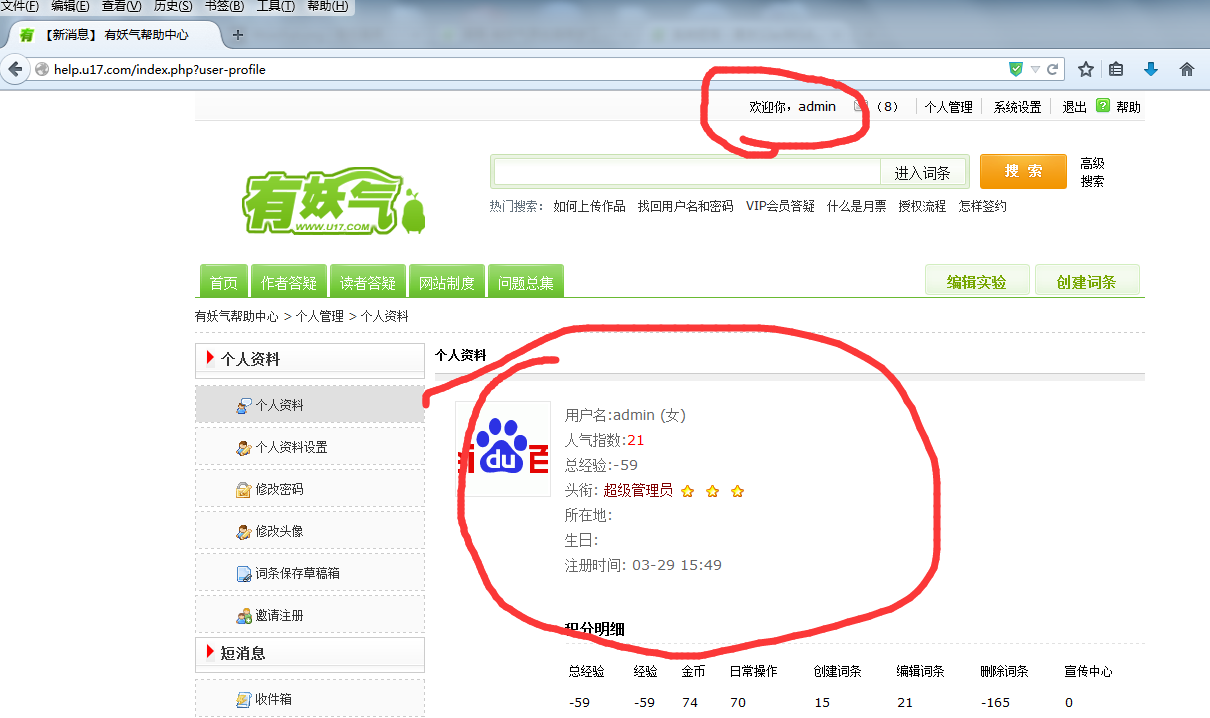 文件(F) 编辑(E) 查看(V) 历史(S) 书签(B) 工具(T) 帮助(H)
有 【新消息】 有妖气帮助中心
help.u17.com/index.php?user-profile
欢迎你，admin （8） 个人管理 系统设置 退出 ? 帮助
有妖气
WWW.U17.COM
进入词条 搜 索 高级
搜索
热门搜索： 如何上传作品 找回用户名和密码 VIP会员答疑 什么是月票 授权流程 怎样签约
首页 作者答疑 读者答疑 网站制度 问题总集 编辑实验 创建词条
有妖气帮助中心 > 个人管理 > 个人资料
个人资料
个人资料
个人资料设置
修改密码
修改头像
词条保存草稿箱
邀请注册
短消息
收件箱
个人资料
du 百
用户名:admin (女)
人气指数:21
总经验:-59
头衔: 超级管理员
所在地:
生日:
注册时间: 03-29 15:49
积分明细
总经验 经验 金币 日常操作 创建词条 编辑词条 删除词条 宣传中心
-59 -59 74 70 15 21 -165 0